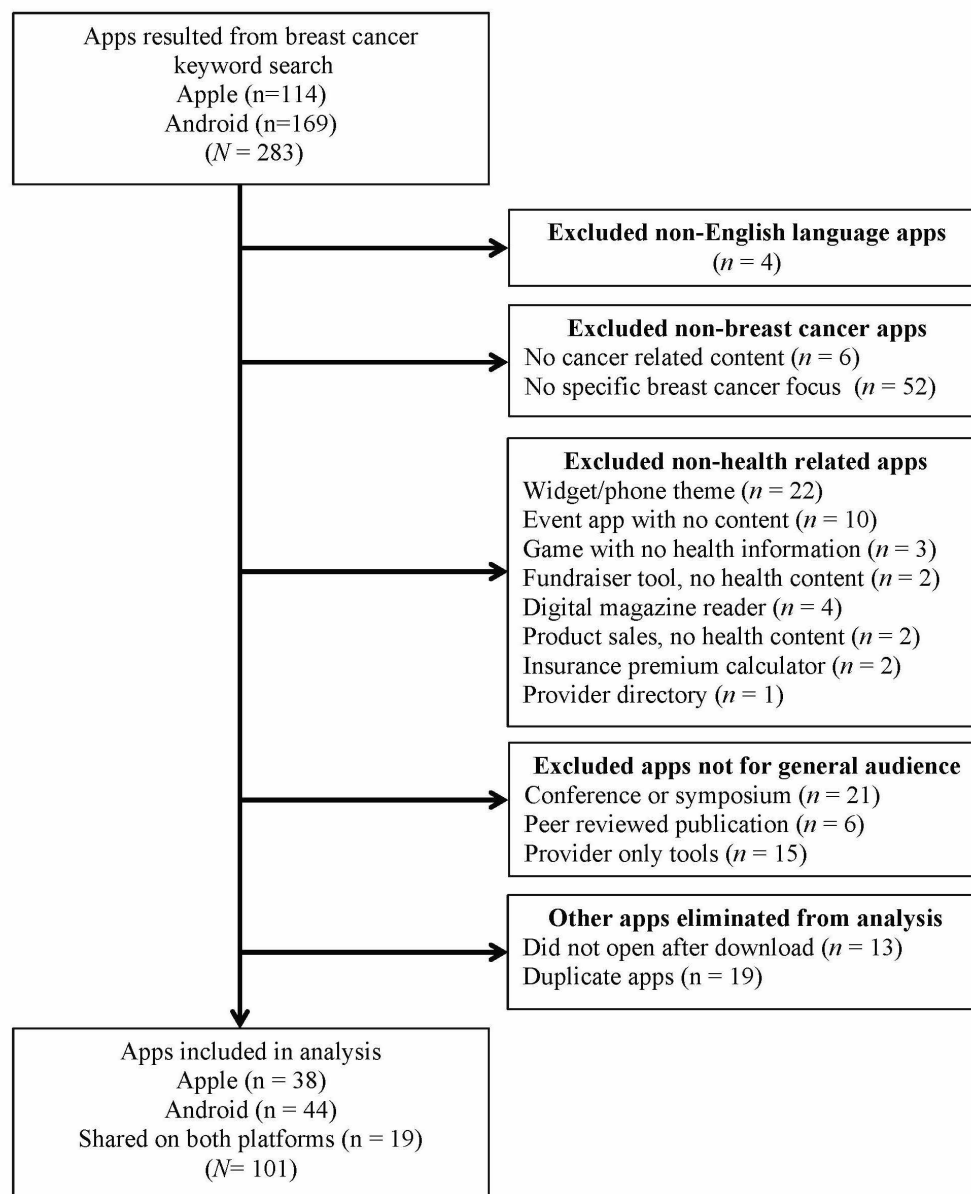 Apps resulted from breast cancer
keyword search
Apple (n=114)
Android (n=169)
(N = 283)
Excluded non-English language apps
(n = 4)
Excluded non-breast cancer apps
No cancer related content (n = 6)
No specific breast cancer focus (n = 52)
Excluded non-health related apps
Widget/phone theme (n = 22)
Event app with no content (n = 10)
Game with no health information (n = 3)
Fundraiser tool, no health content (n = 2)
Digital magazine reader (n = 4)
Product sales, no health content (n = 2)
Insurance premium calculator (n = 2)
Provider directory (n = 1)
Excluded apps not for general audience
Conference or symposium (n = 21)
Peer reviewed publication (n = 6)
Provider only tools (n = 15)
Other apps eliminated from analysis
Did not open after download (n = 13)
Duplicate apps (n = 19)
Apps included in analysis
Apple (n = 38)
Android (n = 44)
Shared on both platforms (n = 19)
(N= 101)